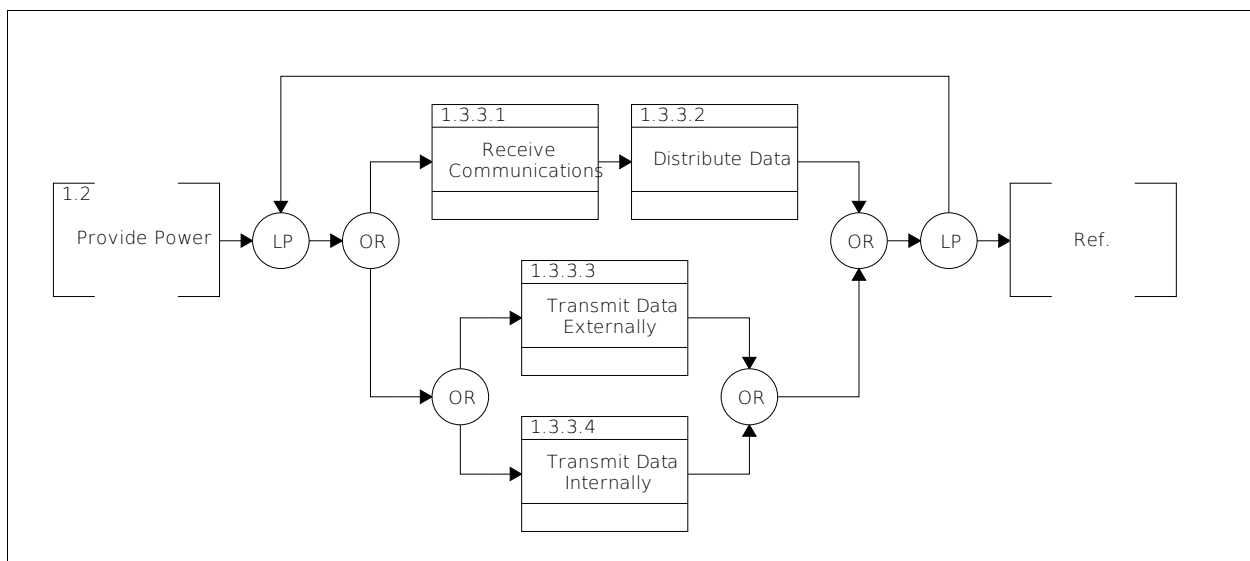 1.3.3.1
Receive
Communications
1.3.3.2
Distribute Data
1.2
Provide Power
LP
OR
OR
LP
Ref.
1.3.3.3
Transmit Data
Externally
OR
OR
1.3.3.4
Transmit Data
Internally